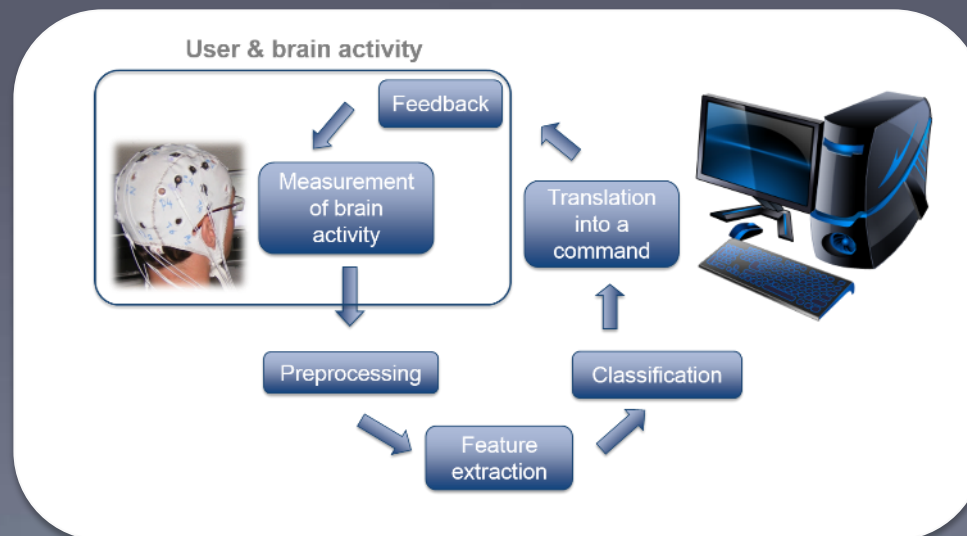 User & brain activity
Feedback
Measurement
of brain
activity
Preprocessing
Feature
extraction
Classification
Translation
into a
command